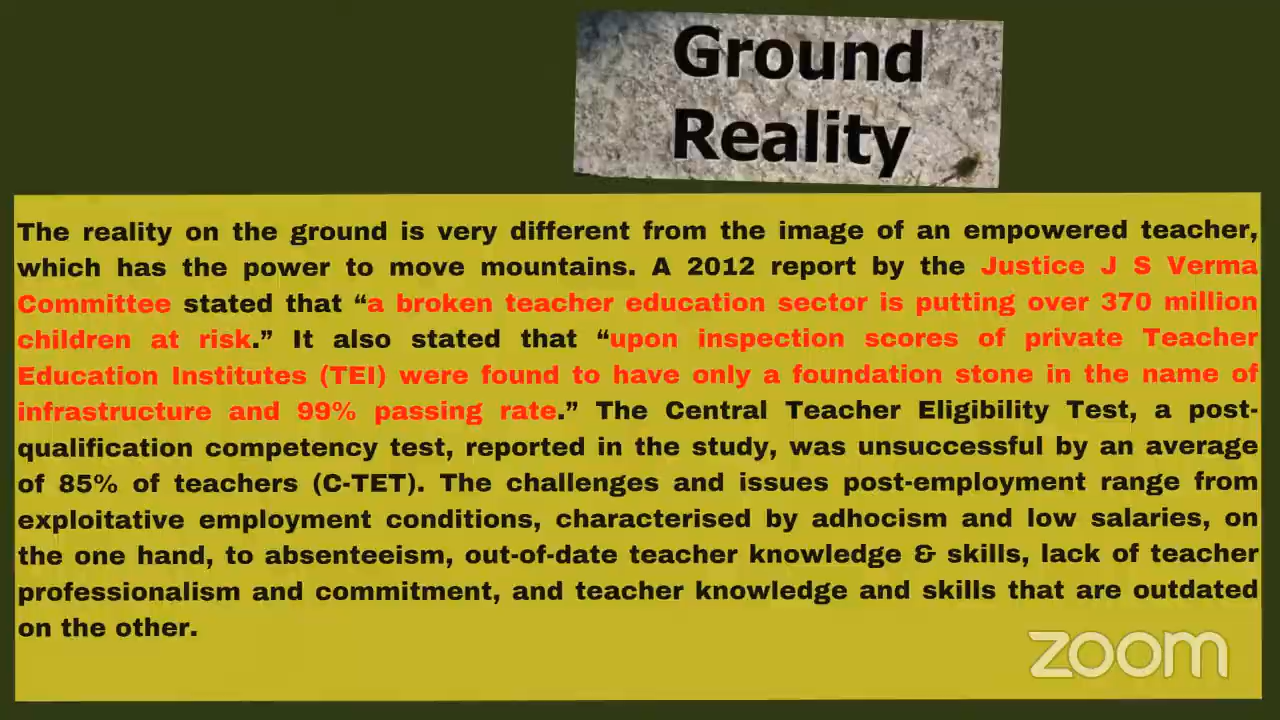 Ground
Reality
The reality on the ground is very different from the image of an empowered teacher,
which has the power to move mountains. A 2012 report by the Justice J S Verma
Committee stated that “a broken teacher education sector is putting over 370 million
children at risk.” It also stated that “upon inspection scores of private Teacher
Education Institutes (TEI) were found to have only a foundation stone in the name of
infrastructure and 99% passing rate.” The Central Teacher Eligibility Test, a post-
qualification competency test, reported in the study, was unsuccessful by an average
of 85% of teachers (C-TET). The challenges and issues post-employment range from
exploitative employment conditions, characterised by adhocism and low salaries, on
the one hand, to absenteeism, out-of-date teacher knowledge & skills, lack of teacher
professionalism and commitment, and teacher knowledge and skills that are outdated
on the other.
zoom